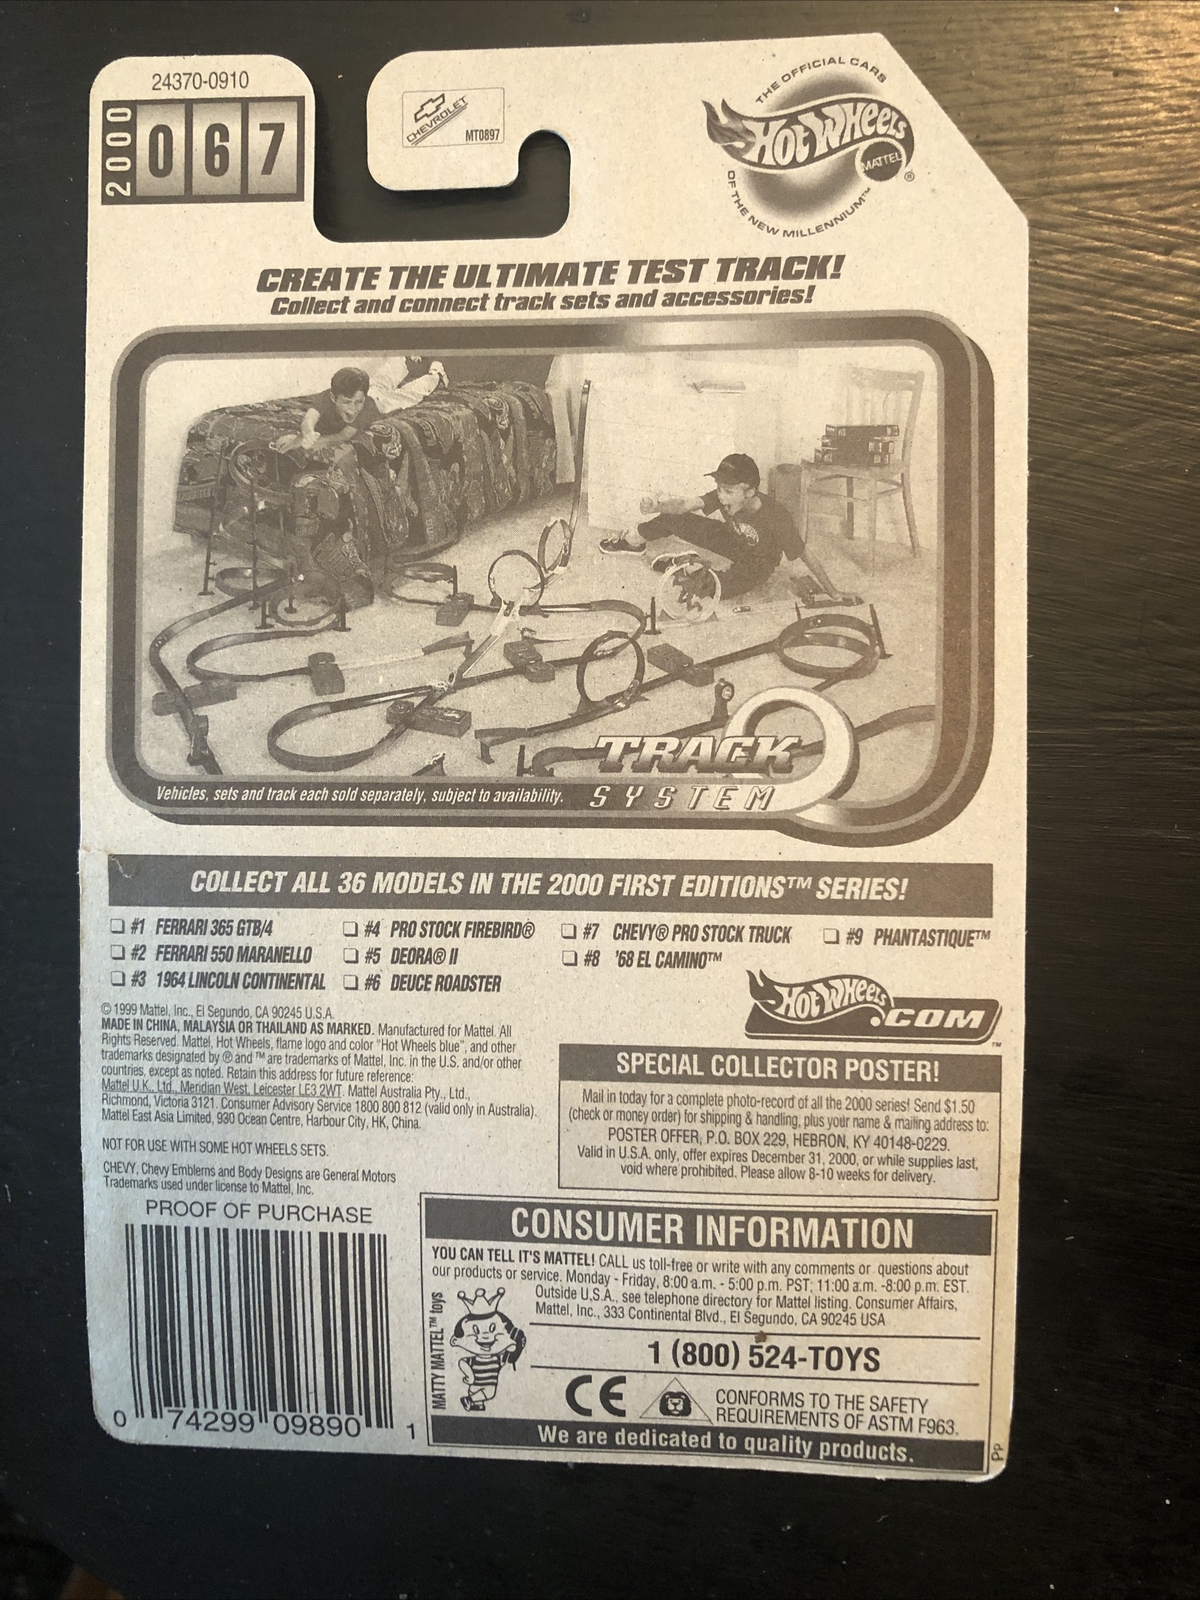 24370-0910
2000
067
CHEVROLET
MT0897
THE OFFICIAL CARS
HOT WHEELS
MATTEL
®
OF THE NEW MILLENNIUM™
CREATE THE ULTIMATE TEST TRACK!
Collect and connect track sets and accessories!
TRACK
SYSTEM
Vehicles, sets and track each sold separately, subject to availability.
COLLECT ALL 36 MODELS IN THE 2000 FIRST EDITIONS™ SERIES!
#1 FERRARI 365 GTB/4
#2 FERRARI 550 MARANELLO
#3 1964 LINCOLN CONTINENTAL
#4 PRO STOCK FIREBIRD®
#5 DEORA® II
#6 DEUCE ROADSTER
#7 CHEVY® PRO STOCK TRUCK
#8 '68 EL CAMINO™
#9 PHANTASTIQUE™
HOT WHEELS
.COM
™
© 1999 Mattel, Inc., El Segundo, CA 90245 U.S.A.
MADE IN CHINA, MALAYSIA OR THAILAND AS MARKED. Manufactured for Mattel. All
Rights Reserved. Mattel, Hot Wheels, flame logo and color "Hot Wheels blue", and other
trademarks designated by ® and ™ are trademarks of Mattel, Inc. in the U.S. and/or other
countries, except as noted. Retain this address for future reference:
Mattel U.K., Ltd., Meridian West, Leicester LE3 2WT. Mattel Australia Pty., Ltd.,
Richmond, Victoria 3121. Consumer Advisory Service 1800 800 812 (valid only in Australia).
Mattel East Asia Limited, 930 Ocean Centre, Harbour City, HK, China.
NOT FOR USE WITH SOME HOT WHEELS SETS.
CHEVY, Chevy Emblems and Body Designs are General Motors
Trademarks used under license to Mattel, Inc.
SPECIAL COLLECTOR POSTER!
Mail in today for a complete photo-record of all the 2000 series! Send $1.50
(check or money order) for shipping & handling, plus your name & mailing address to:
POSTER OFFER, P.O. BOX 229, HEBRON, KY 40148-0229.
Valid in U.S.A. only, offer expires December 31, 2000, or while supplies last,
void where prohibited. Please allow 8-10 weeks for delivery.
PROOF OF PURCHASE
0 74299 09890 1
CONSUMER INFORMATION
YOU CAN TELL IT'S MATTEL! CALL us toll-free or write with any comments or questions about
our products or service. Monday - Friday, 8:00 a.m. - 5:00 p.m. PST; 11:00 a.m. -8:00 p.m. EST.
Outside U.S.A., see telephone directory for Mattel listing. Consumer Affairs,
Mattel, Inc., 333 Continental Blvd., El Segundo, CA 90245 USA
MATTY MATTEL™ toys
1 (800) 524-TOYS
CE
CONFORMS TO THE SAFETY
REQUIREMENTS OF ASTM F963.
We are dedicated to quality products.
Pp